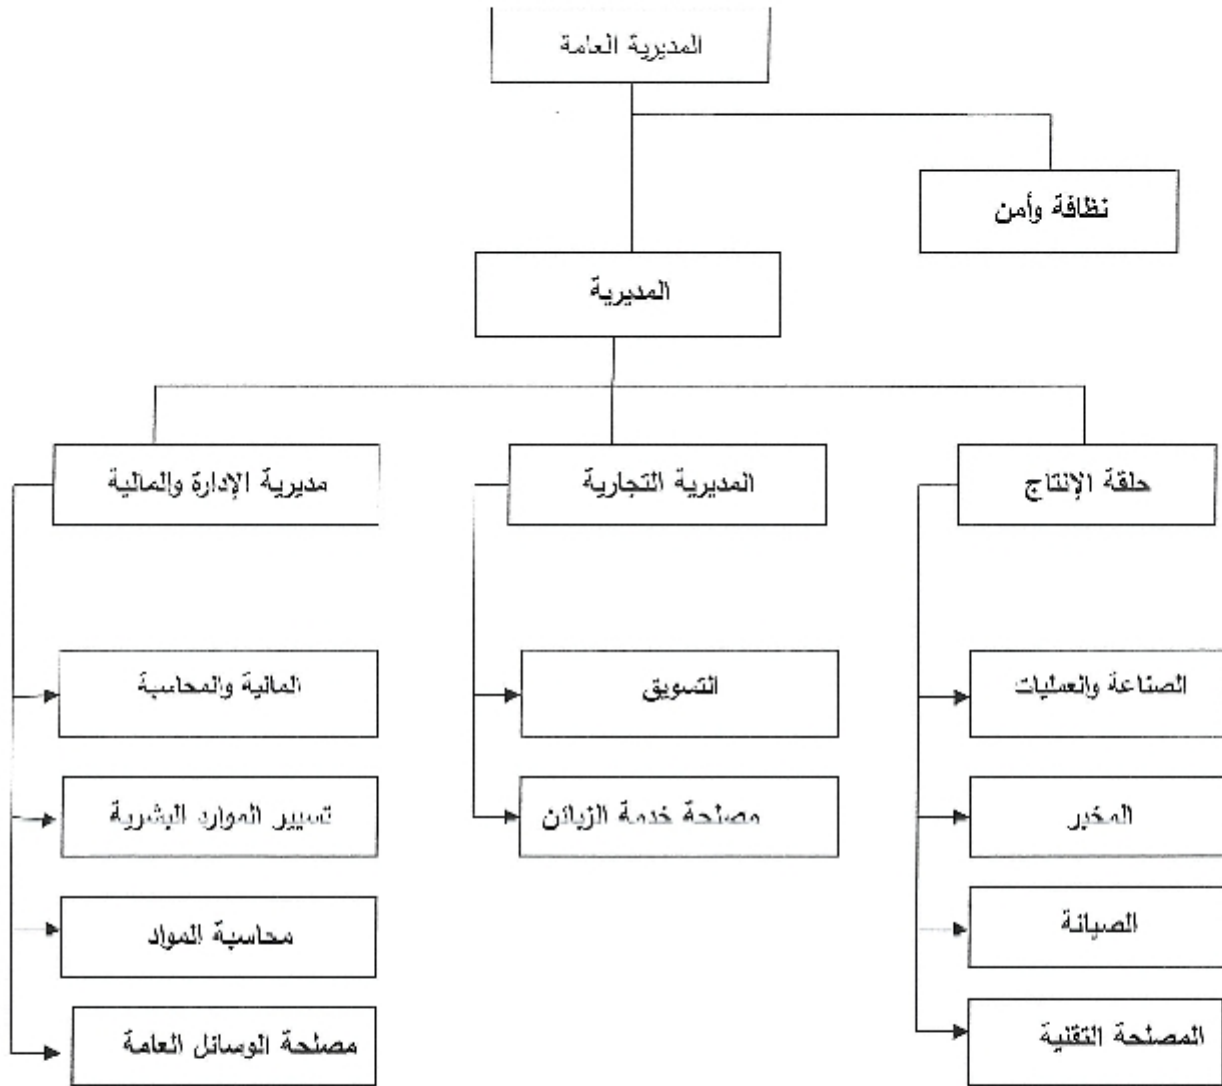 المديرية العامة
نظافة وأمن
المديرية
حلقة الإنتاج
المديرية التجارية
مديرية الإدارة والمالية
الصناعة والعمليات
التسويق
المالية والمحاسبة
المخبر
مصلحة خدمة الزبائن
تسيير الموارد البشرية
الصيانة
محاسبة المواد
المصلحة التقنية
مصلحة الوسائل العامة